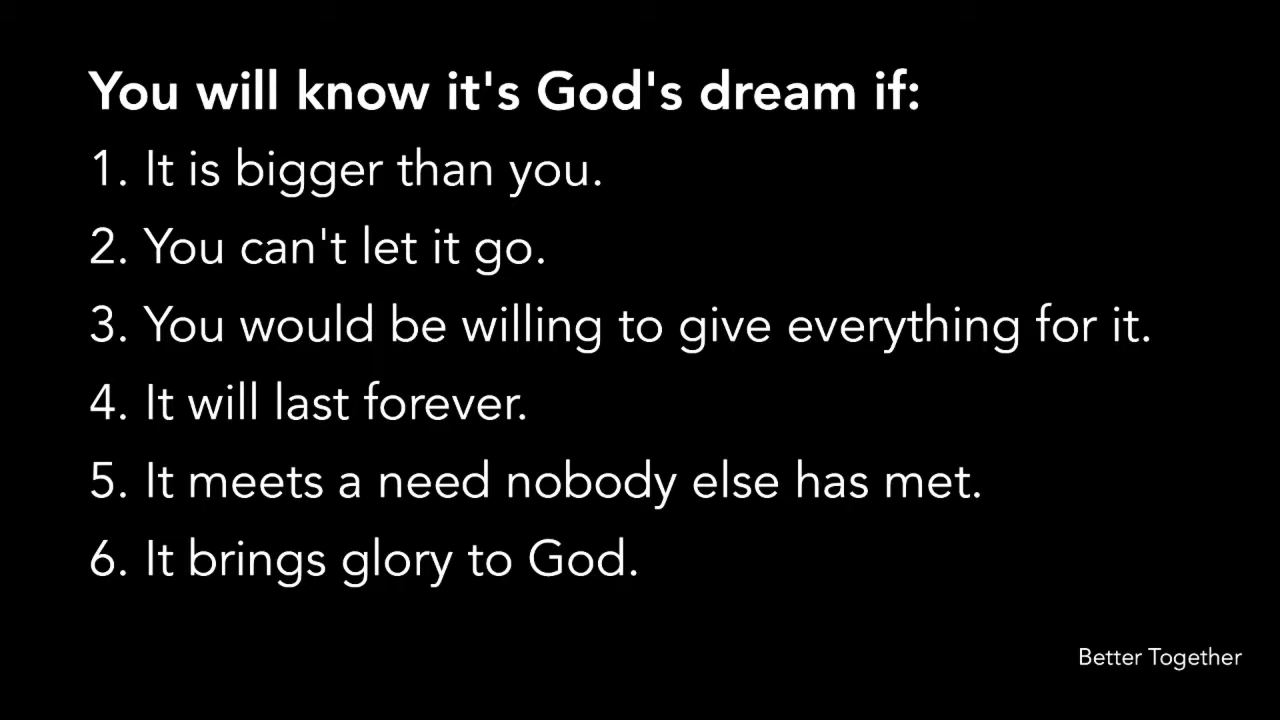 You will know it's God's dream if:
1. It is bigger than you.
2. You can't let it go.
3. You would be willing to give everything for it.
4. It will last forever.
5. It meets a need nobody else has met.
6. It brings glory to God.
Better Together